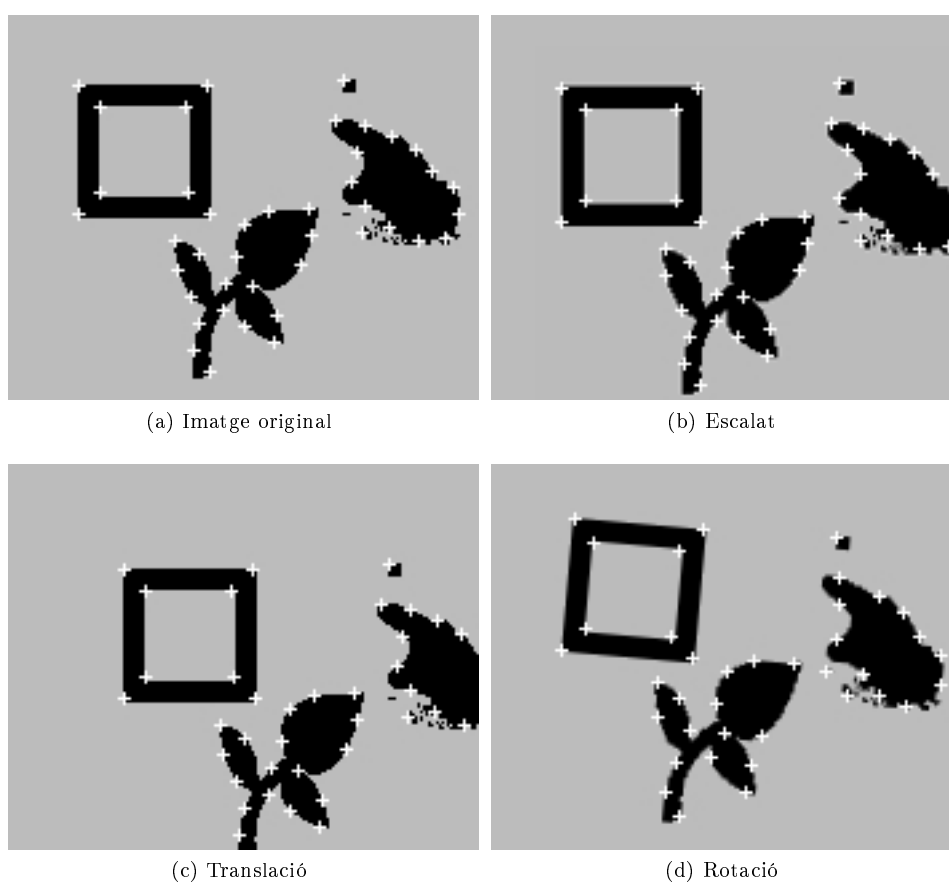 (a) Imatge original
(b) Escalat
(c) Translació
(d) Rotació